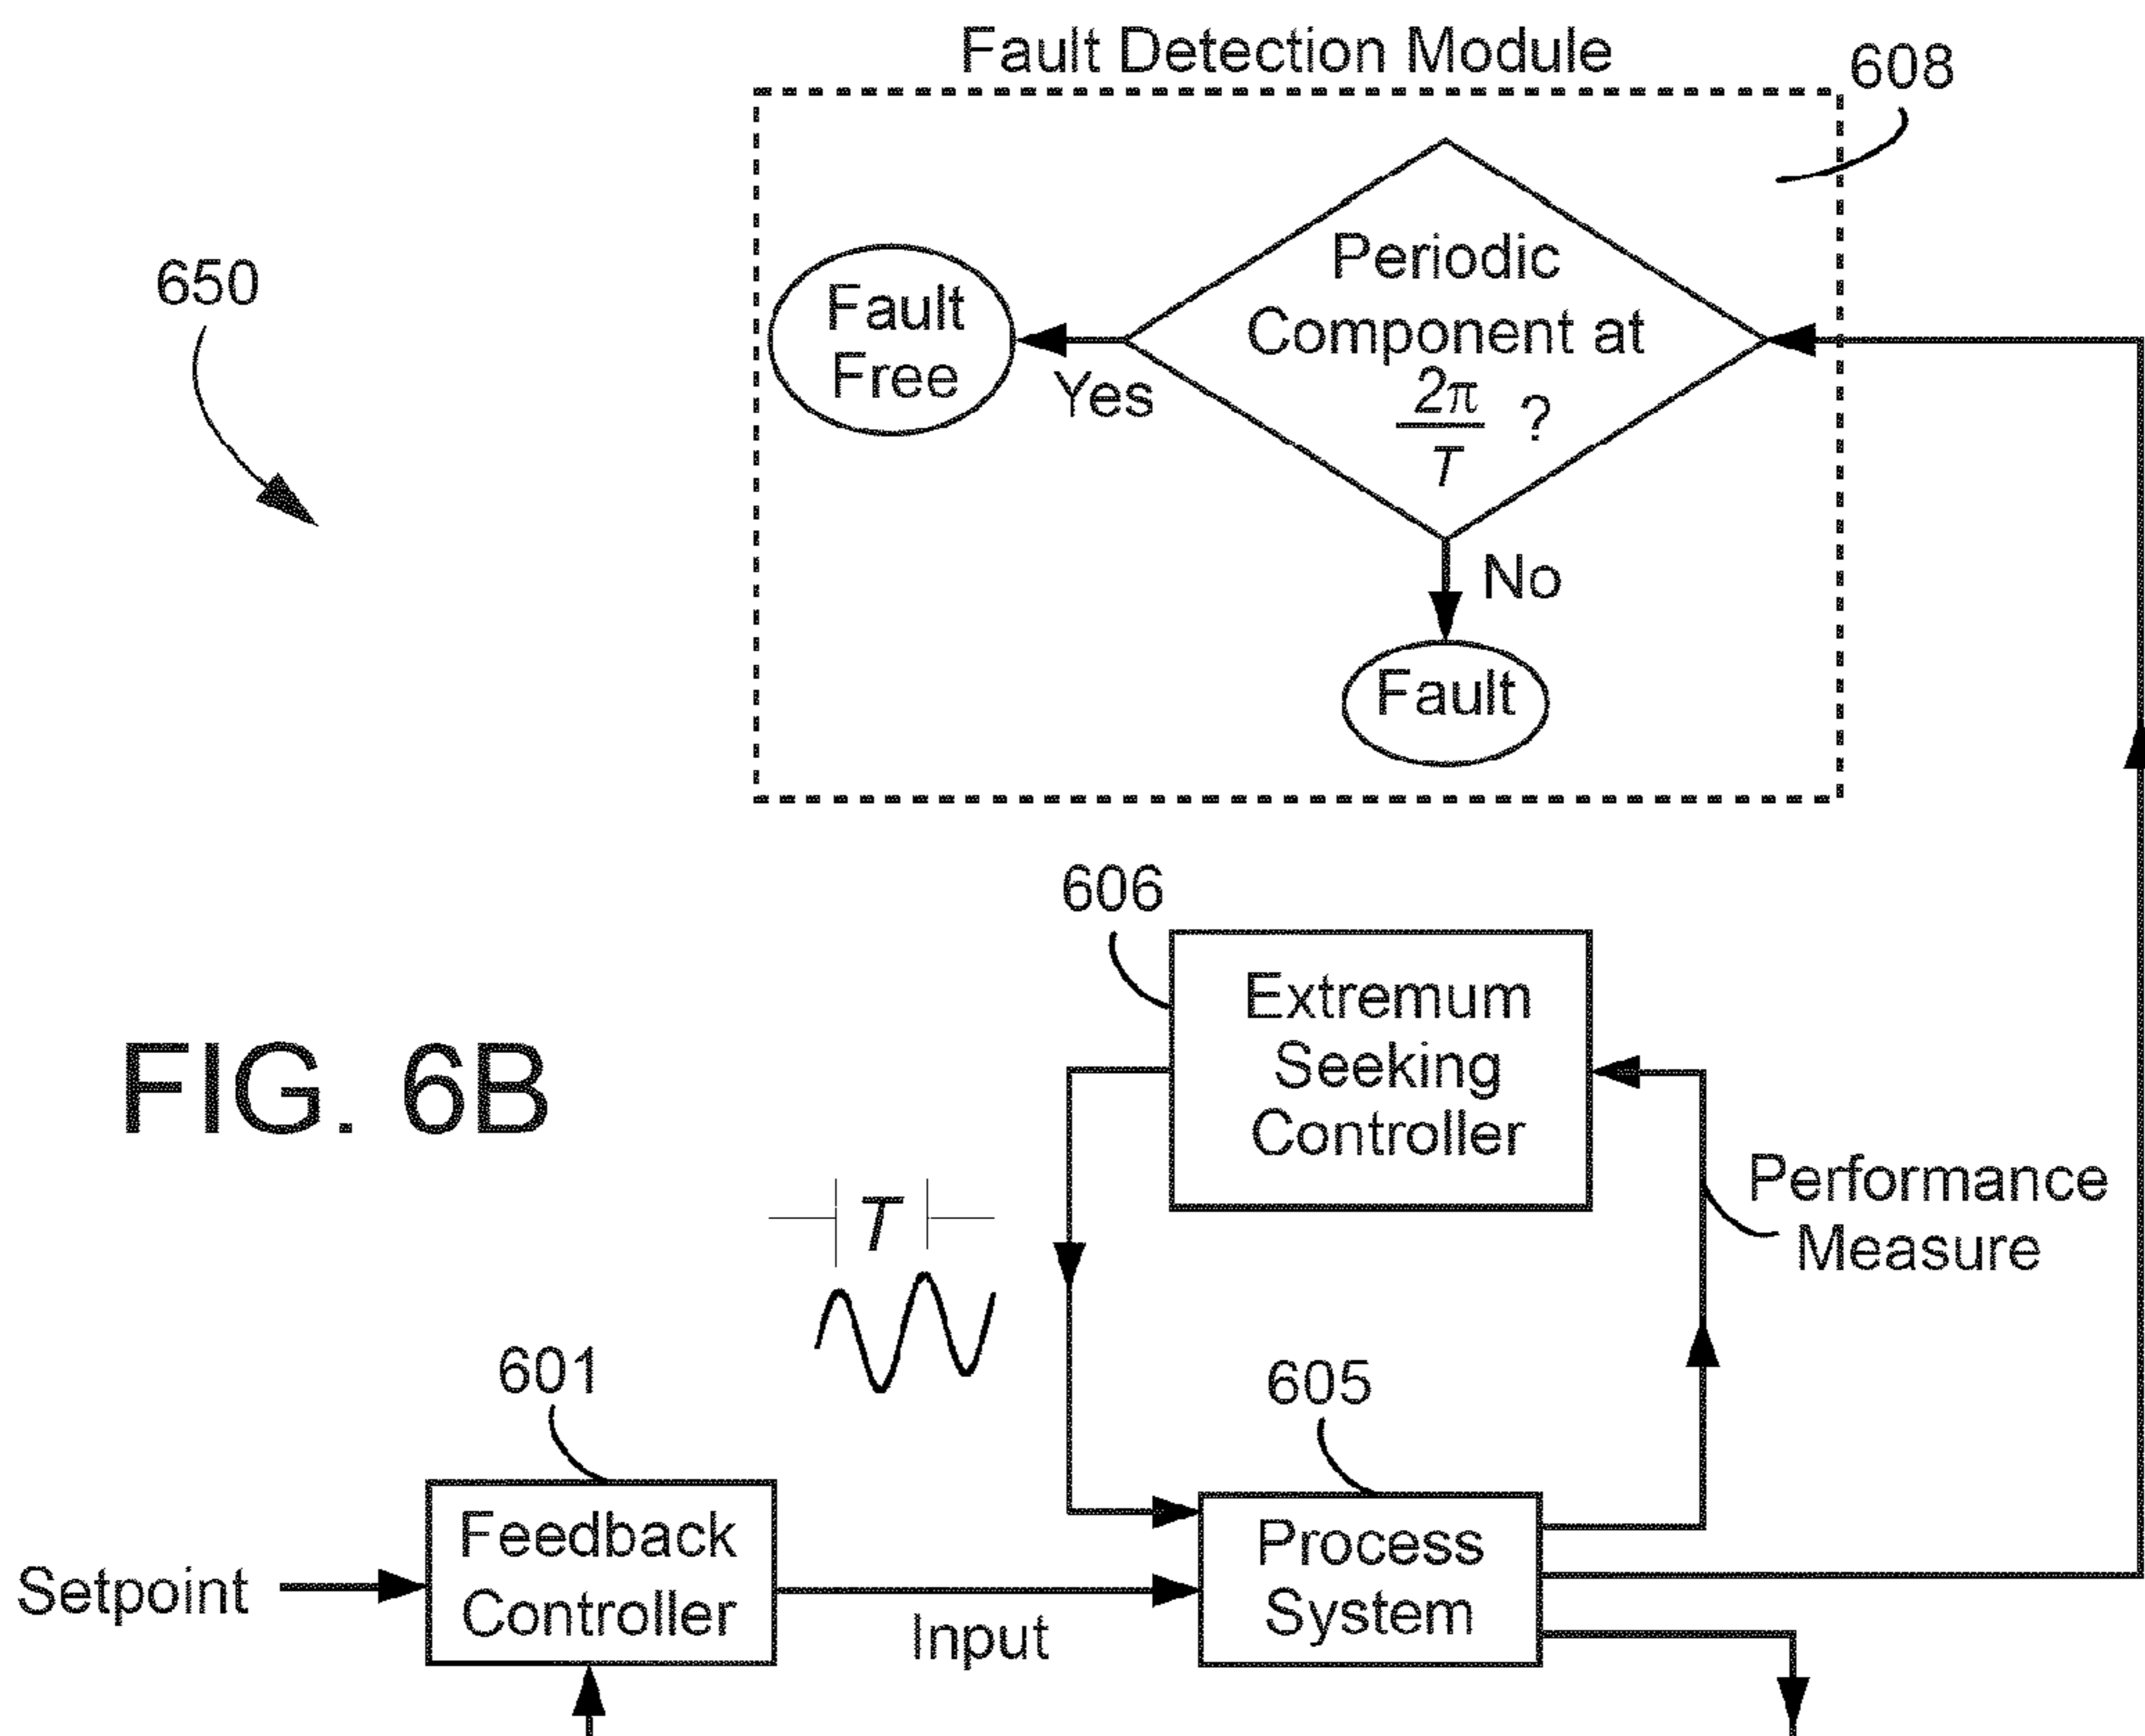 Fault Detection Module
608
650
Periodic
Component at
2π
T
?
Fault
Free
Yes
No
Fault
606
Extremum
Seeking
Controller
FIG. 6B
Performance
Measure
T
601
605
Setpoint
Feedback
Controller
Input
Process
System